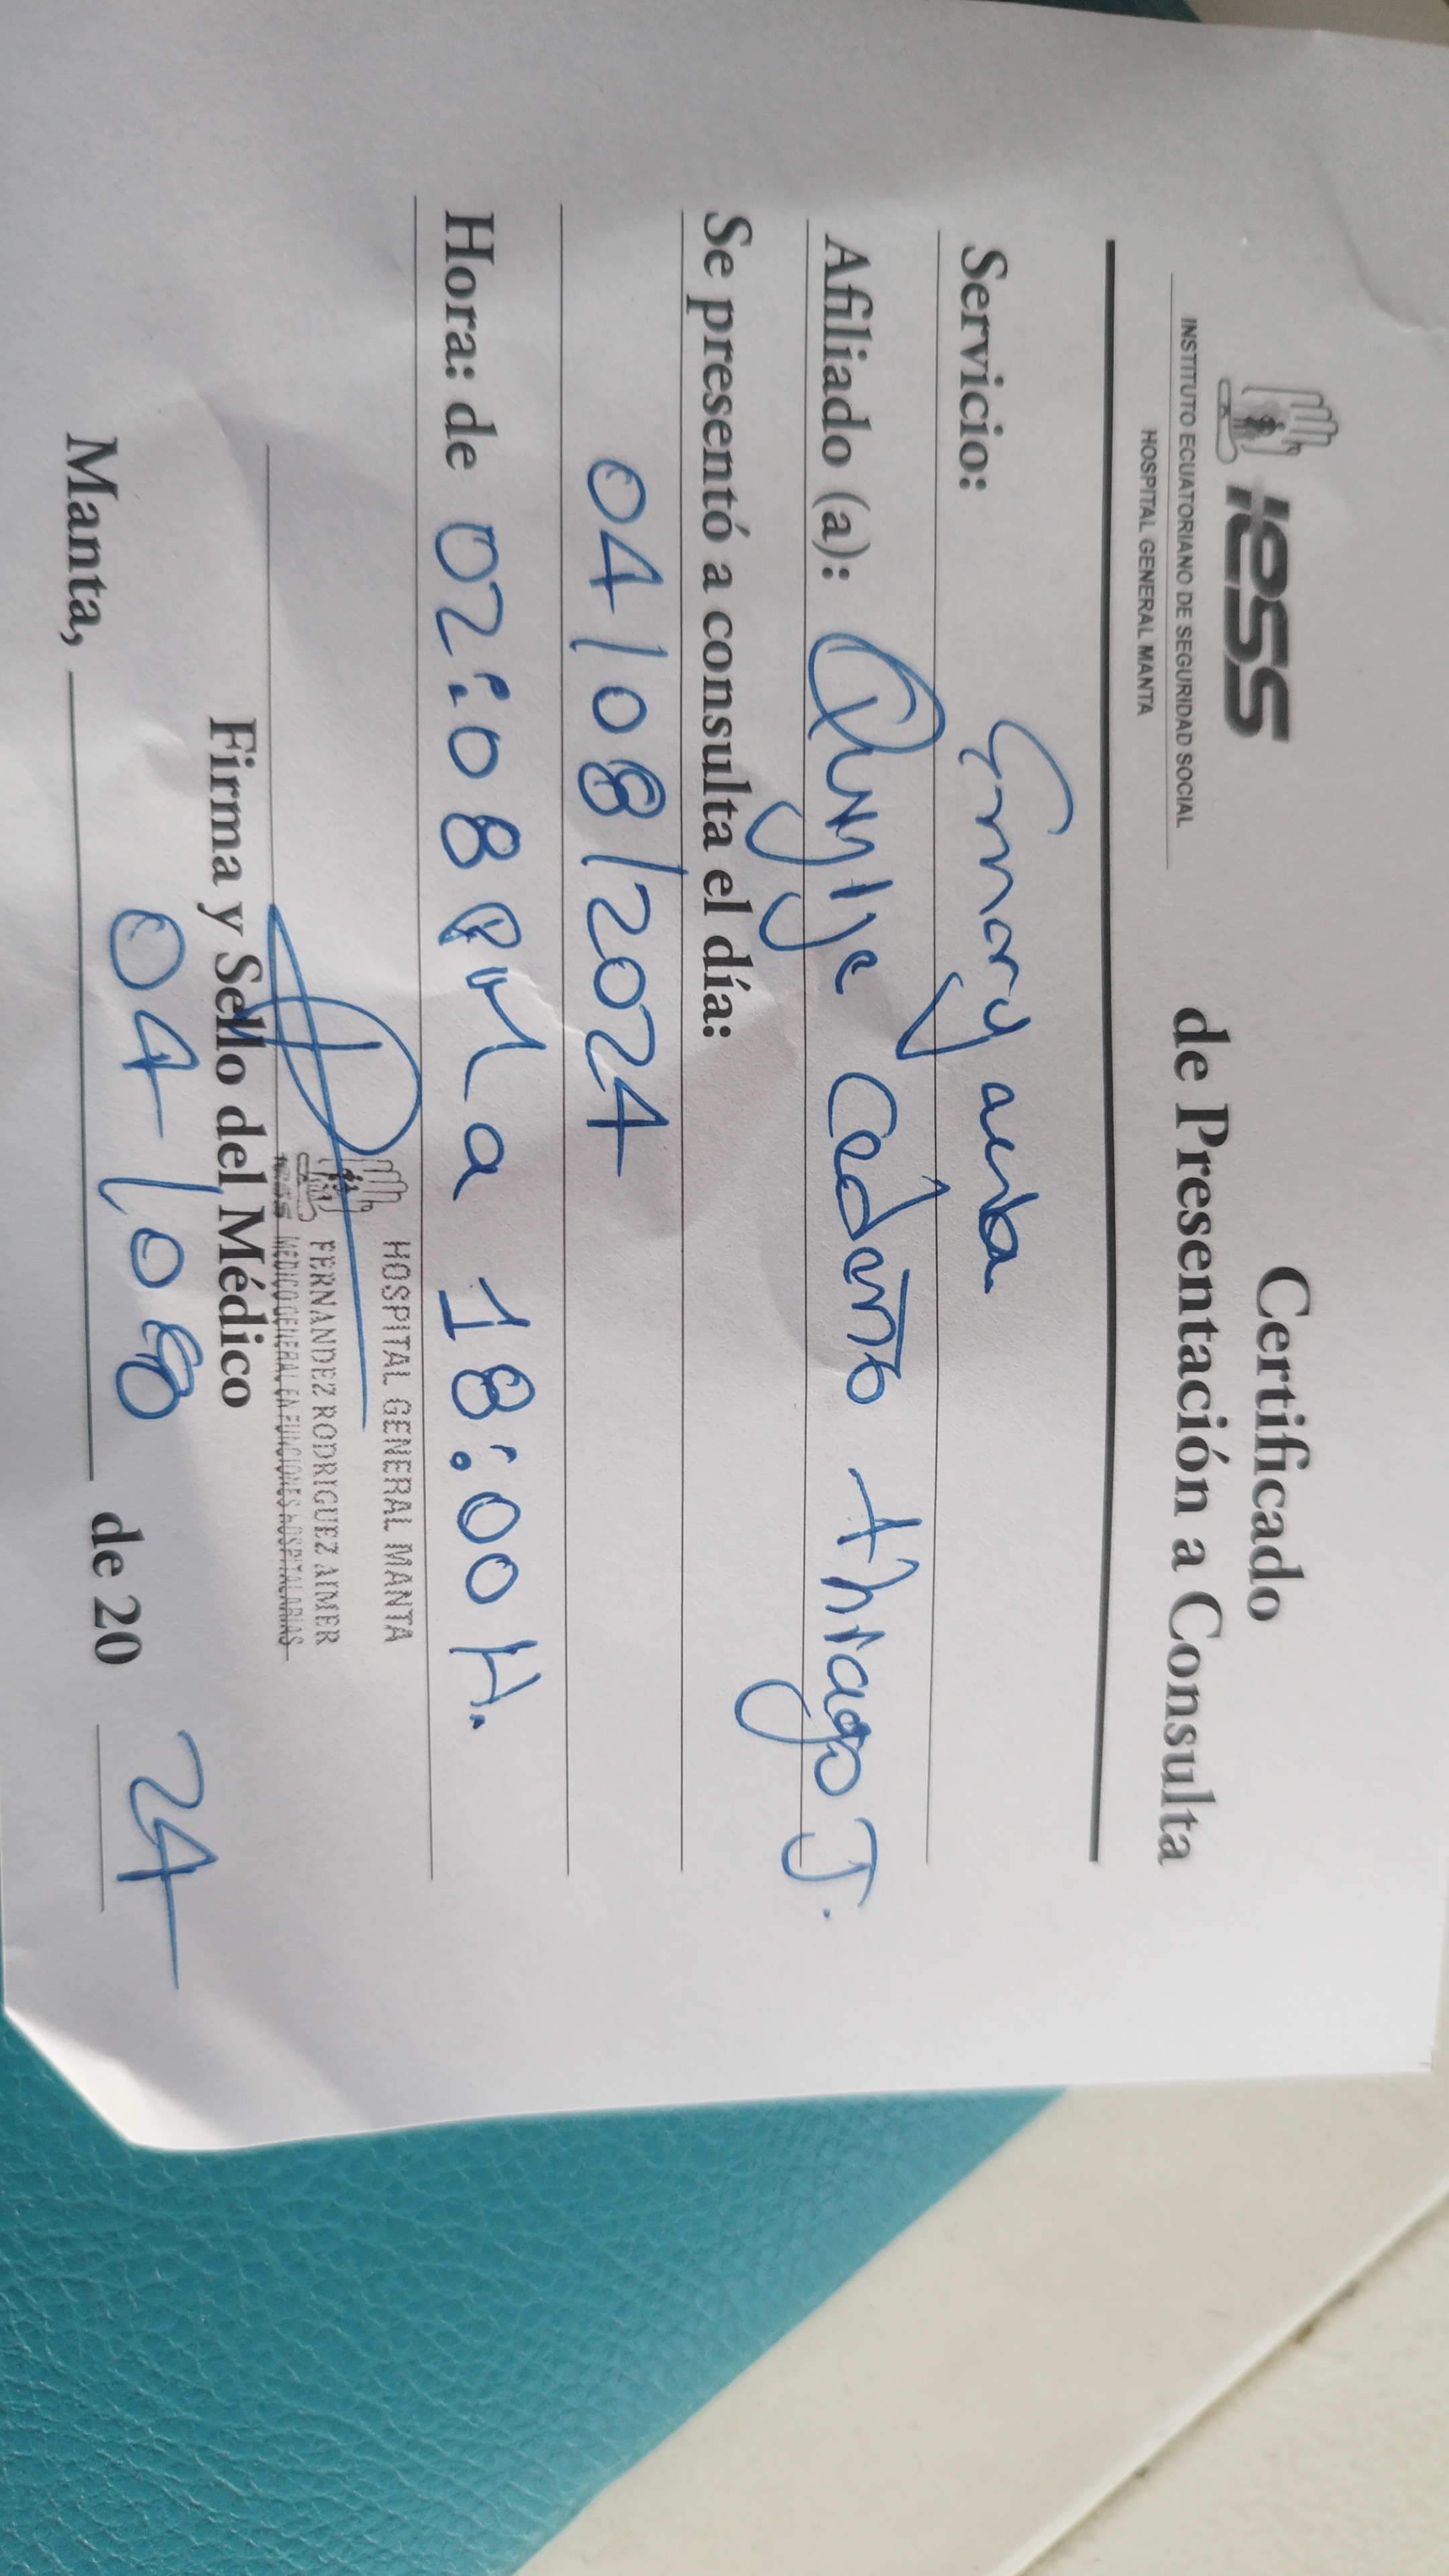 iess
INSTITUTO ECUATORIANO DE SEGURIDAD SOCIAL
HOSPITAL GENERAL MANTA
Certificado
de Presentación a Consulta
Servicio:
Afiliado (a): Cedeño thiago J.
Se presentó a consulta el día:
04/08/2024
Hora: de 02:08 PM a 18:00 H.
HOSPITAL GENERAL MANTA
FERNANDEZ RODRIGUEZ AIMER
MEDICO GENERAL EN FUNCIONES HOSPITALARIAS
Firma y Sello del Médico
Manta, 04/08 de 20 24